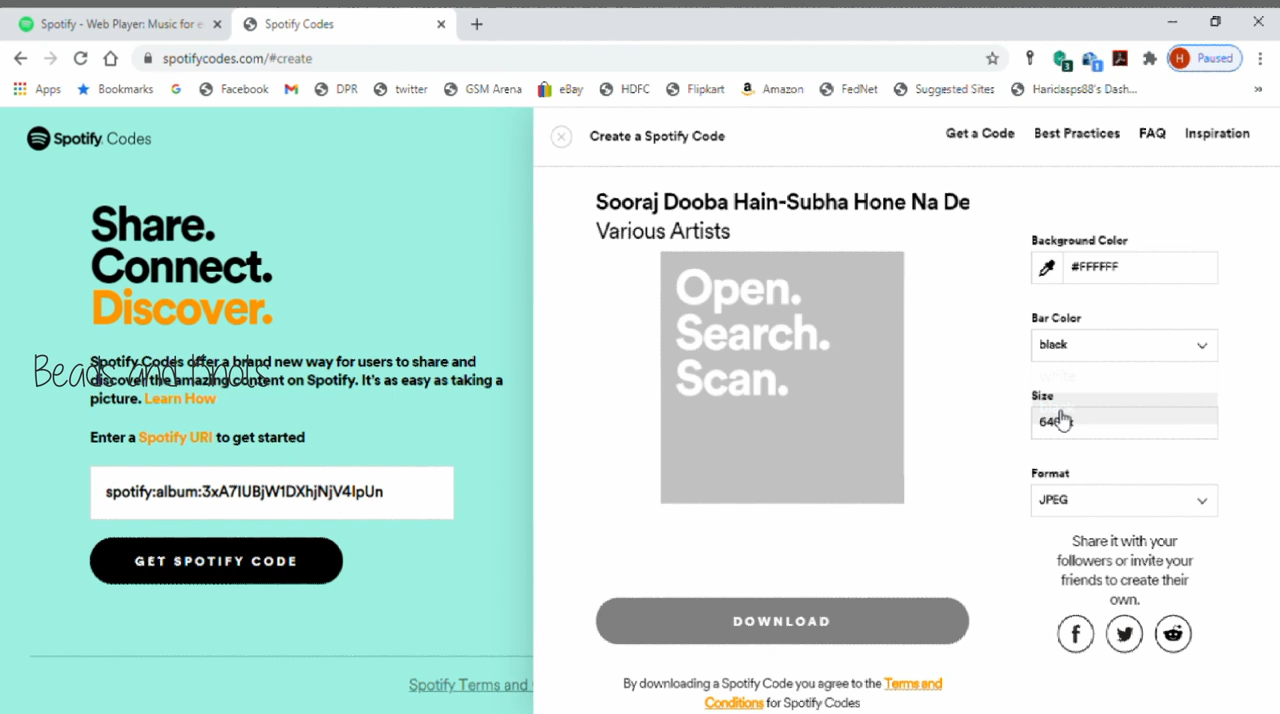 Spotify - Web Player: Music for e
Spotify Codes
spotifycodes.com/#create
3
1
H Paused
Apps Bookmarks Facebook DPR twitter GSM Arena eBay HDFC Flipkart Amazon FedNet Suggested Sites Haridasps88's Dash... »
Spotify Codes
Share.
Connect.
Discover.
Spotify Codes offer a brand new way for users to share and
discover the amazing content on Spotify. It's as easy as taking a
picture. Learn How
Beads and Knots
Enter a Spotify URI to get started
spotify:album:3xA7IUBjW1DXhjNjV4IpUn
GET SPOTIFY CODE
Spotify Terms and
Create a Spotify Code
Get a Code Best Practices FAQ Inspiration
Sooraj Dooba Hain-Subha Hone Na De
Various Artists
Open.
Search.
Scan.
DOWNLOAD
By downloading a Spotify Code you agree to the Terms and
Conditions for Spotify Codes
Background Color
#FFFFFF
Bar Color
black
white
Size
Format
JPEG
Share it with your
followers or invite your
friends to create their
own.